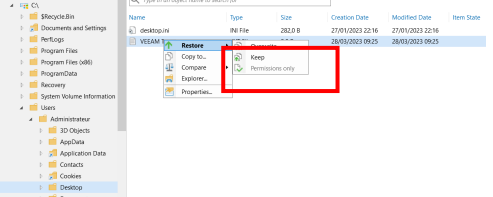 C:\
$Recycle.Bin
Documents and Settings
PerfLogs
Program Files
Program Files (x86)
ProgramData
Recovery
System Volume Information
Users
Administrateur
3D Objects
AppData
Application Data
Contacts
Cookies
Desktop
Type in an object name to search for
Name Type Size Creation Date Modified Date Item State
desktop.ini INI File 282,0 B 27/01/2023 22:16 27/01/2023 22:16
VEEAM 28/03/2023 09:25 28/03/2023 09:25
Restore
Copy to...
Compare
Explorer...
Properties...
Overwrite
Keep
Permissions only